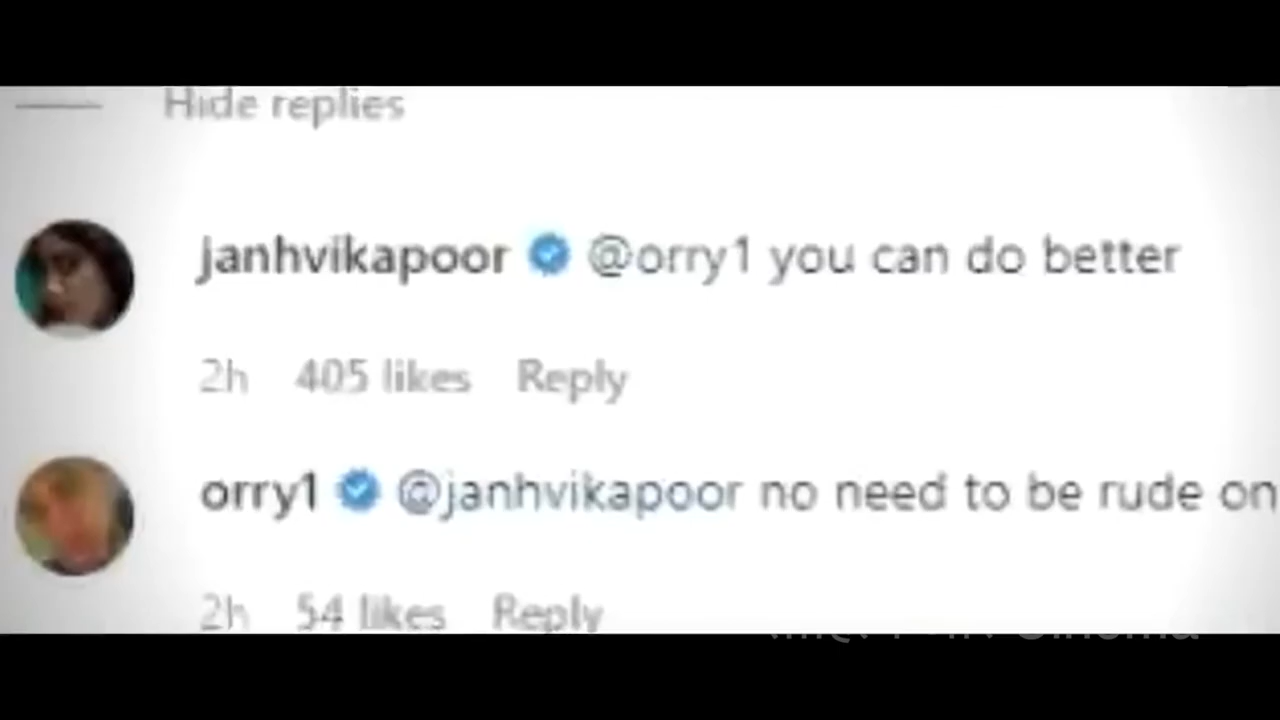 Hide replies
janhvikapoor @orry1 you can do better
2h 405 likes Reply
orry1 @janhvikapoor no need to be rude on
2h 54 likes Reply
Cinema